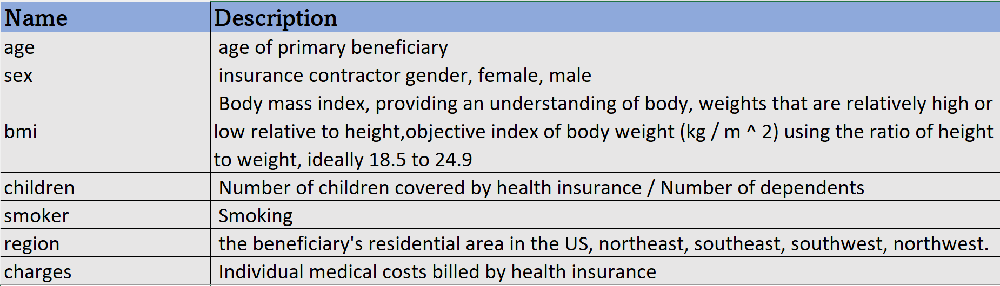 Name Description
age age of primary beneficiary
sex insurance contractor gender, female, male
bmi Body mass index, providing an understanding of body, weights that are relatively high or
low relative to height,objective index of body weight (kg / m ^ 2) using the ratio of height
to weight, ideally 18.5 to 24.9
children Number of children covered by health insurance / Number of dependents
smoker Smoking
region the beneficiary's residential area in the US, northeast, southeast, southwest, northwest.
charges Individual medical costs billed by health insurance